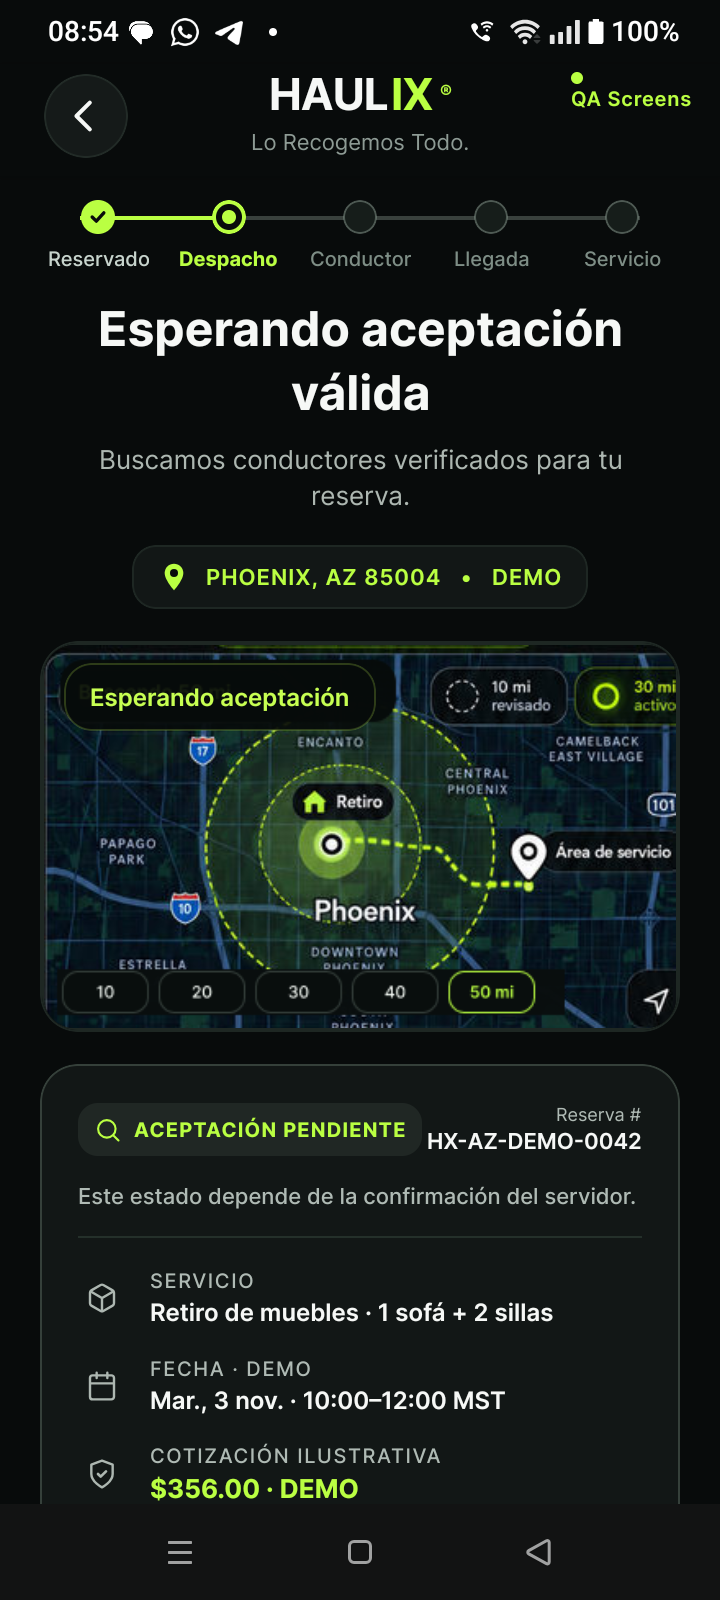 08:54
100%
HAULIX ®
QA Screens
Lo Recogemos Todo.
Reservado Despacho Conductor Llegada Servicio
Esperando aceptación
válida
Buscamos conductores verificados para tu
reserva.
PHOENIX, AZ 85004 • DEMO
Esperando aceptación
10 mi
revisado
30 mi
activo
17
ENCANTO
CAMELBACK
EAST VILLAGE
CENTRAL
PHOENIX
Retiro
101
PAPAGO
PARK
Área de servicio
10
Phoenix
DOWNTOWN
PHOENIX
ESTRELLA
10 20 30 40 50 mi
PHOENIX
ACEPTACIÓN PENDIENTE
Reserva #
HX-AZ-DEMO-0042
Este estado depende de la confirmación del servidor.
SERVICIO
Retiro de muebles · 1 sofá + 2 sillas
FECHA · DEMO
Mar., 3 nov. · 10:00–12:00 MST
COTIZACIÓN ILUSTRATIVA
$356.00 · DEMO